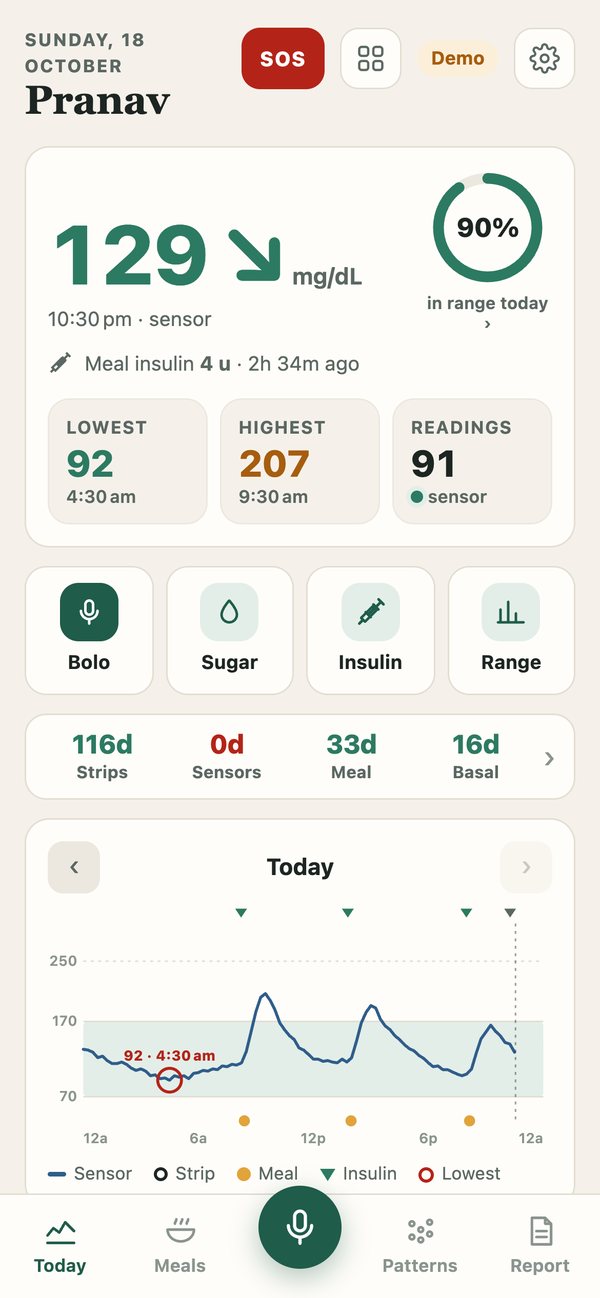 SUNDAY, 18
OCTOBER
Pranav
SOS
Demo
129 mg/dL
90%
in range today
›
10:30 pm · sensor
Meal insulin 4 u · 2h 34m ago
LOWEST HIGHEST READINGS
92 207 91
4:30 am 9:30 am sensor
Bolo Sugar Insulin Range
116d 0d 33d 16d ›
Strips Sensors Meal Basal
‹ Today ›
250
170
92 · 4:30 am
70
12a 6a 12p 6p 12a
Sensor Strip Meal Insulin Lowest
Today Meals Patterns Report